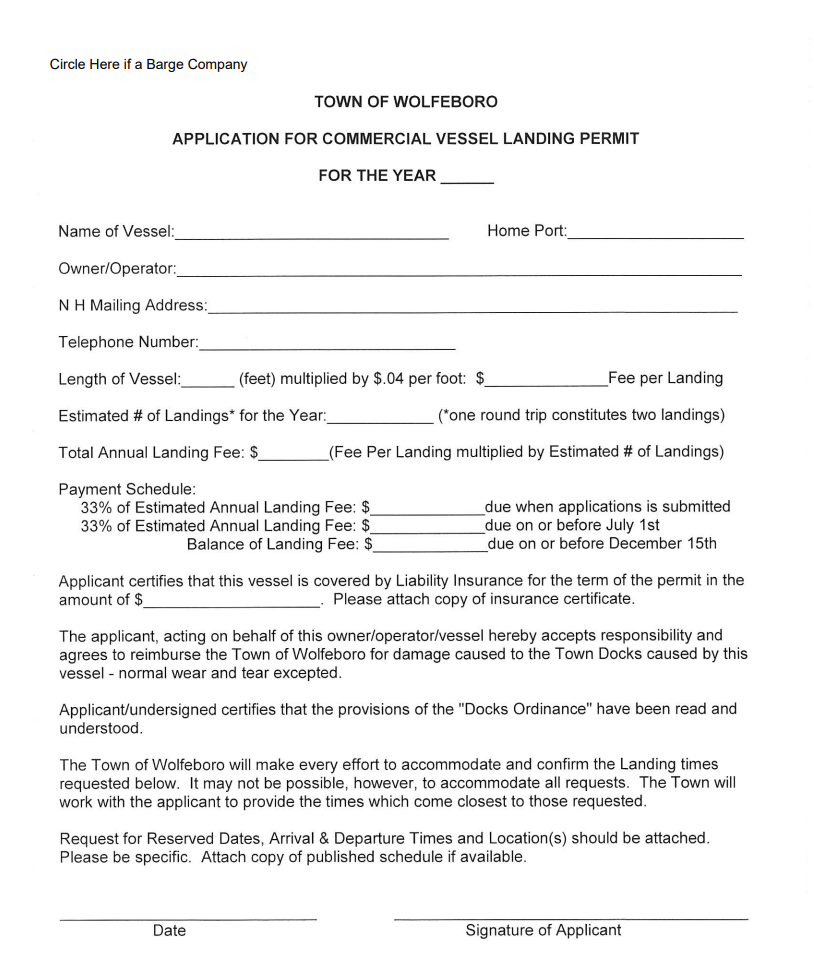 Circle Here if a Barge Company
TOWN OF WOLFEBORO
APPLICATION FOR COMMERCIAL VESSEL LANDING PERMIT
FOR THE YEAR ______
Name of Vessel:______________________________ Home Port:____________________
Owner/Operator:______________________________________________________________
N H Mailing Address:__________________________________________________________
Telephone Number:____________________________
Length of Vessel:______ (feet) multiplied by $.04 per foot: $______________Fee per Landing
Estimated # of Landings* for the Year:____________ (*one round trip constitutes two landings)
Total Annual Landing Fee: $________(Fee Per Landing multiplied by Estimated # of Landings)
Payment Schedule:
33% of Estimated Annual Landing Fee: $_____________due when applications is submitted
33% of Estimated Annual Landing Fee: $_____________due on or before July 1st
Balance of Landing Fee: $_____________due on or before December 15th
Applicant certifies that this vessel is covered by Liability Insurance for the term of the permit in the
amount of $____________________. Please attach copy of insurance certificate.
The applicant, acting on behalf of this owner/operator/vessel hereby accepts responsibility and
agrees to reimburse the Town of Wolfeboro for damage caused to the Town Docks caused by this
vessel - normal wear and tear excepted.
Applicant/undersigned certifies that the provisions of the "Docks Ordinance" have been read and
understood.
The Town of Wolfeboro will make every effort to accommodate and confirm the Landing times
requested below. It may not be possible, however, to accommodate all requests. The Town will
work with the applicant to provide the times which come closest to those requested.
Request for Reserved Dates, Arrival & Departure Times and Location(s) should be attached.
Please be specific. Attach copy of published schedule if available.
Date Signature of Applicant